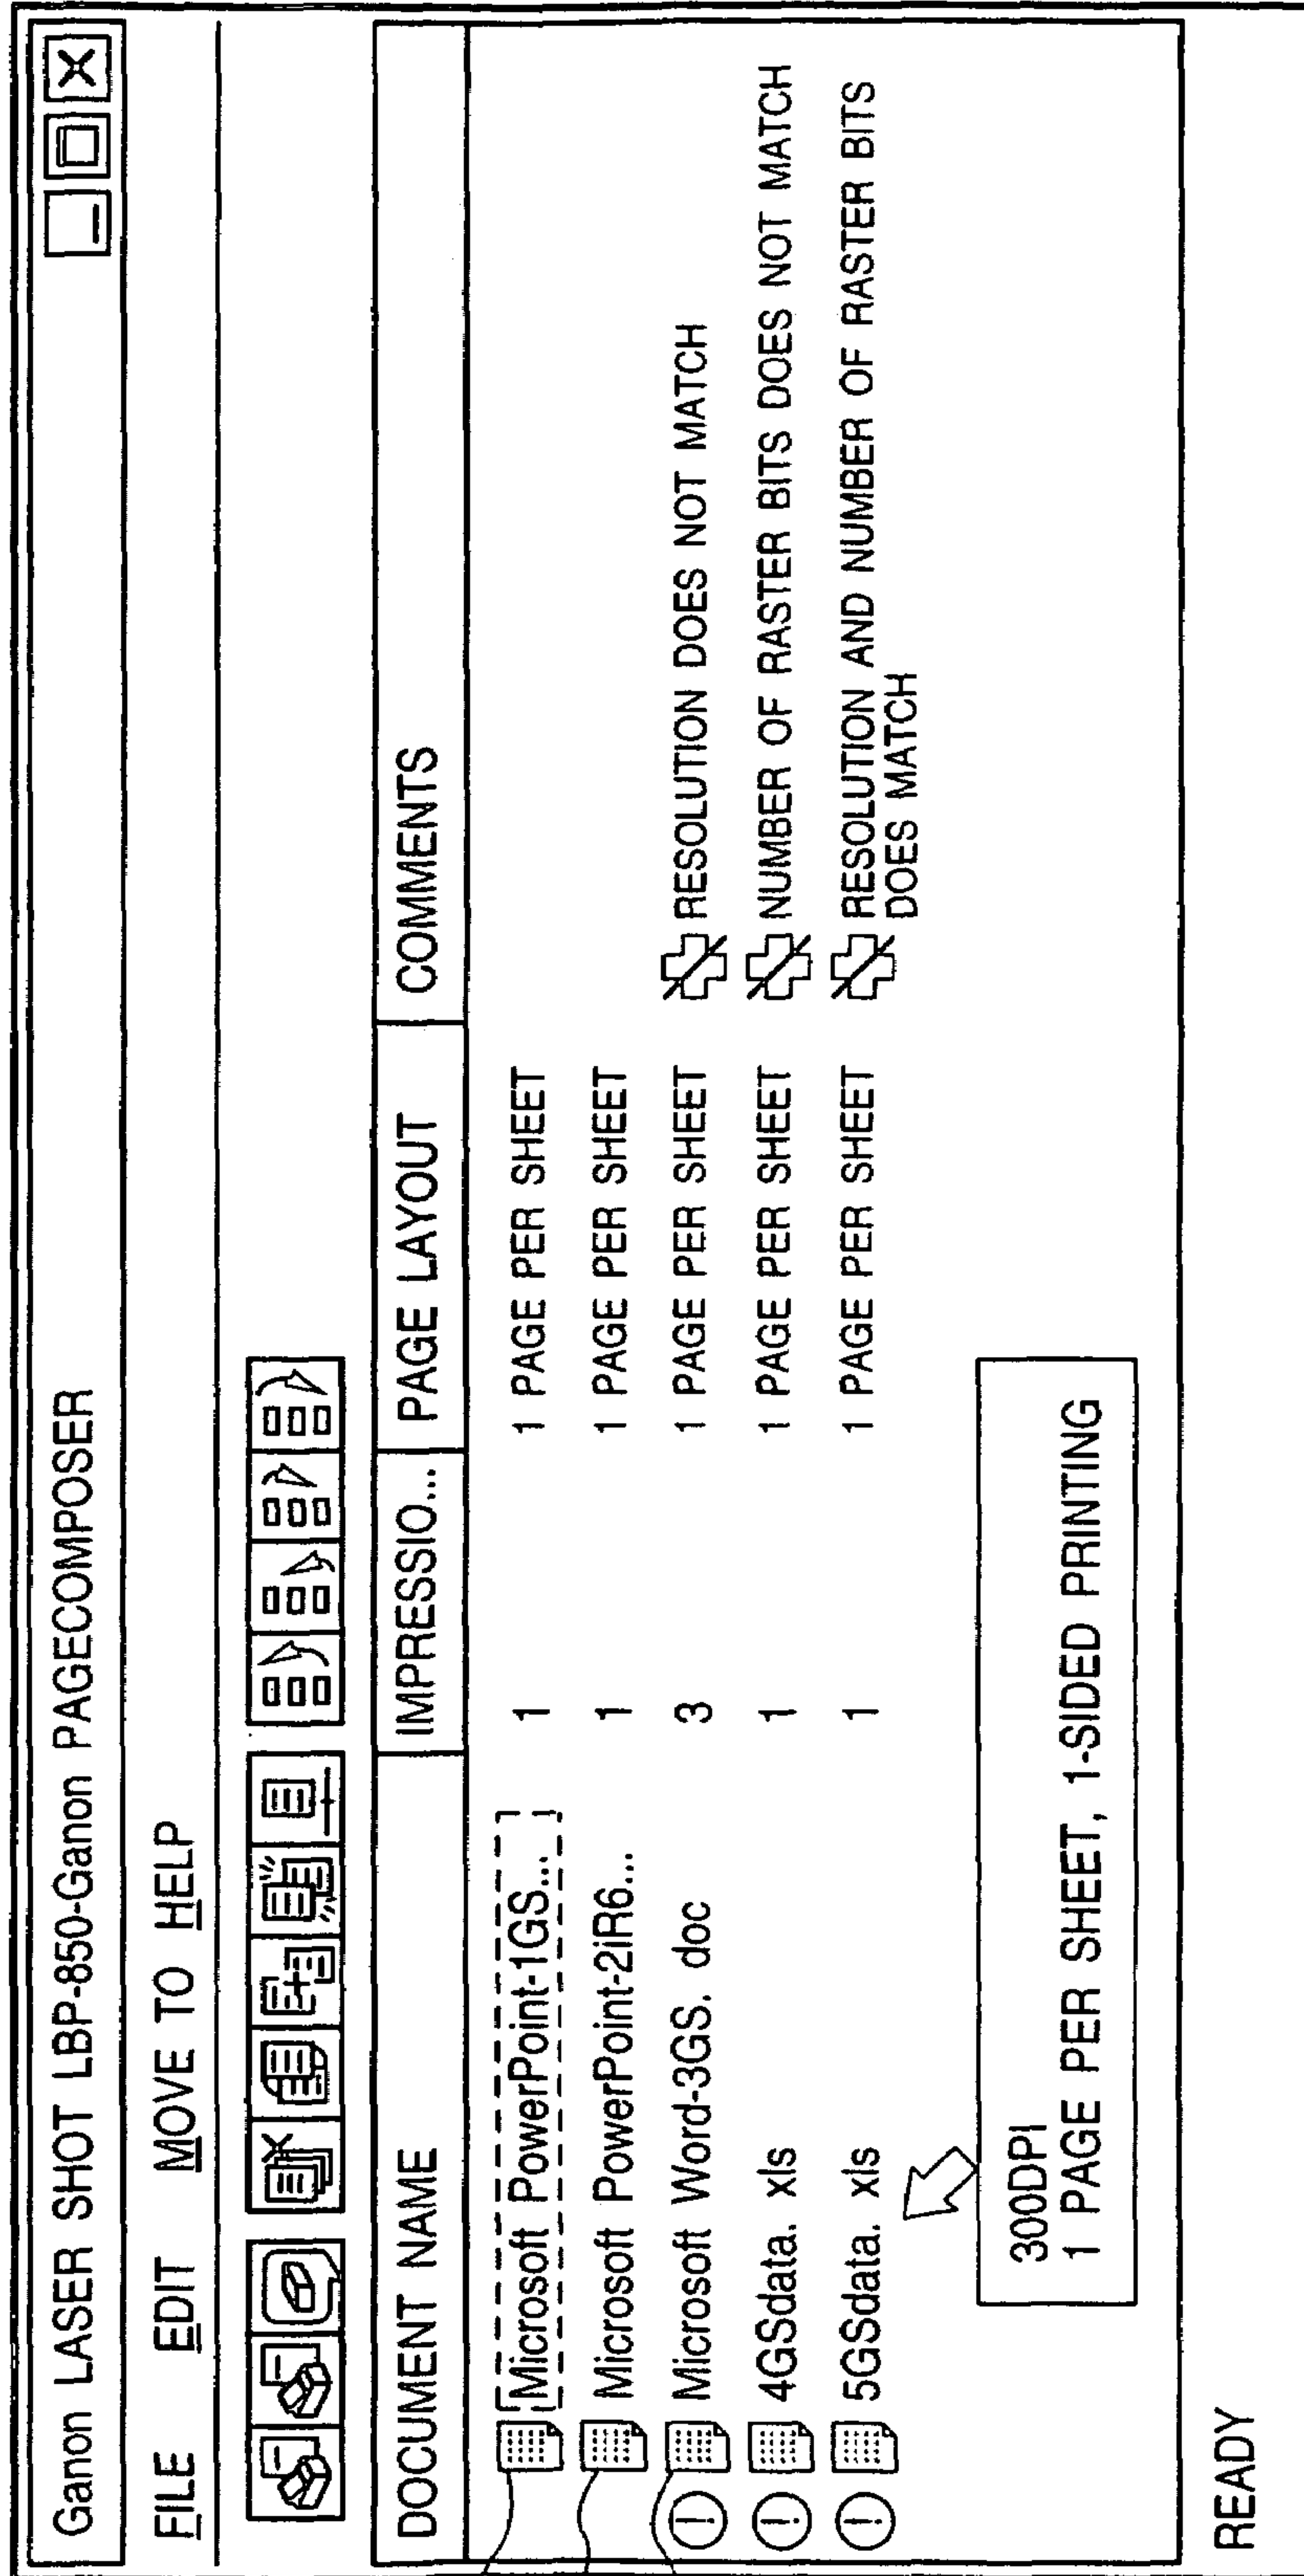 Ganon LASER SHOT LBP-850-Ganon PAGECOMPOSER
FILE EDIT MOVE TO HELP
DOCUMENT NAME IMPRESSIO... PAGE LAYOUT COMMENTS
Microsoft PowerPoint-1GS... 1 1 PAGE PER SHEET
Microsoft PowerPoint-2iR6... 1 1 PAGE PER SHEET
Microsoft Word-3GS. doc 3 1 PAGE PER SHEET RESOLUTION DOES NOT MATCH
4GSdata. xls 1 1 PAGE PER SHEET NUMBER OF RASTER BITS DOES NOT MATCH
5GSdata. xls 1 1 PAGE PER SHEET RESOLUTION AND NUMBER OF RASTER BITS
DOES MATCH
300DPI
1 PAGE PER SHEET, 1-SIDED PRINTING
READY